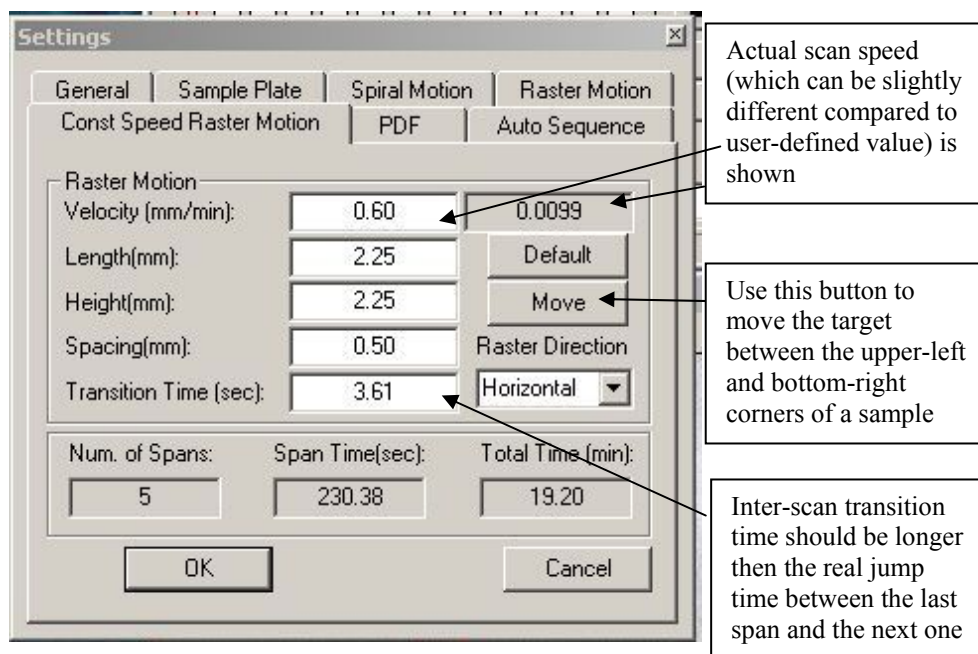 Settings
General Sample Plate Spiral Motion Raster Motion
Const Speed Raster Motion PDF Auto Sequence
Raster Motion
Velocity (mm/min): 0.60 0.0099
Length(mm): 2.25 Default
Height(mm): 2.25 Move
Spacing(mm): 0.50 Raster Direction
Transition Time (sec): 3.61 Horizontal
Num. of Spans: Span Time(sec): Total Time (min):
5 230.38 19.20
OK Cancel
Actual scan speed
(which can be slightly
different compared to
user-defined value) is
shown
Use this button to
move the target
between the upper-left
and bottom-right
corners of a sample
Inter-scan transition
time should be longer
then the real jump
time between the last
span and the next one